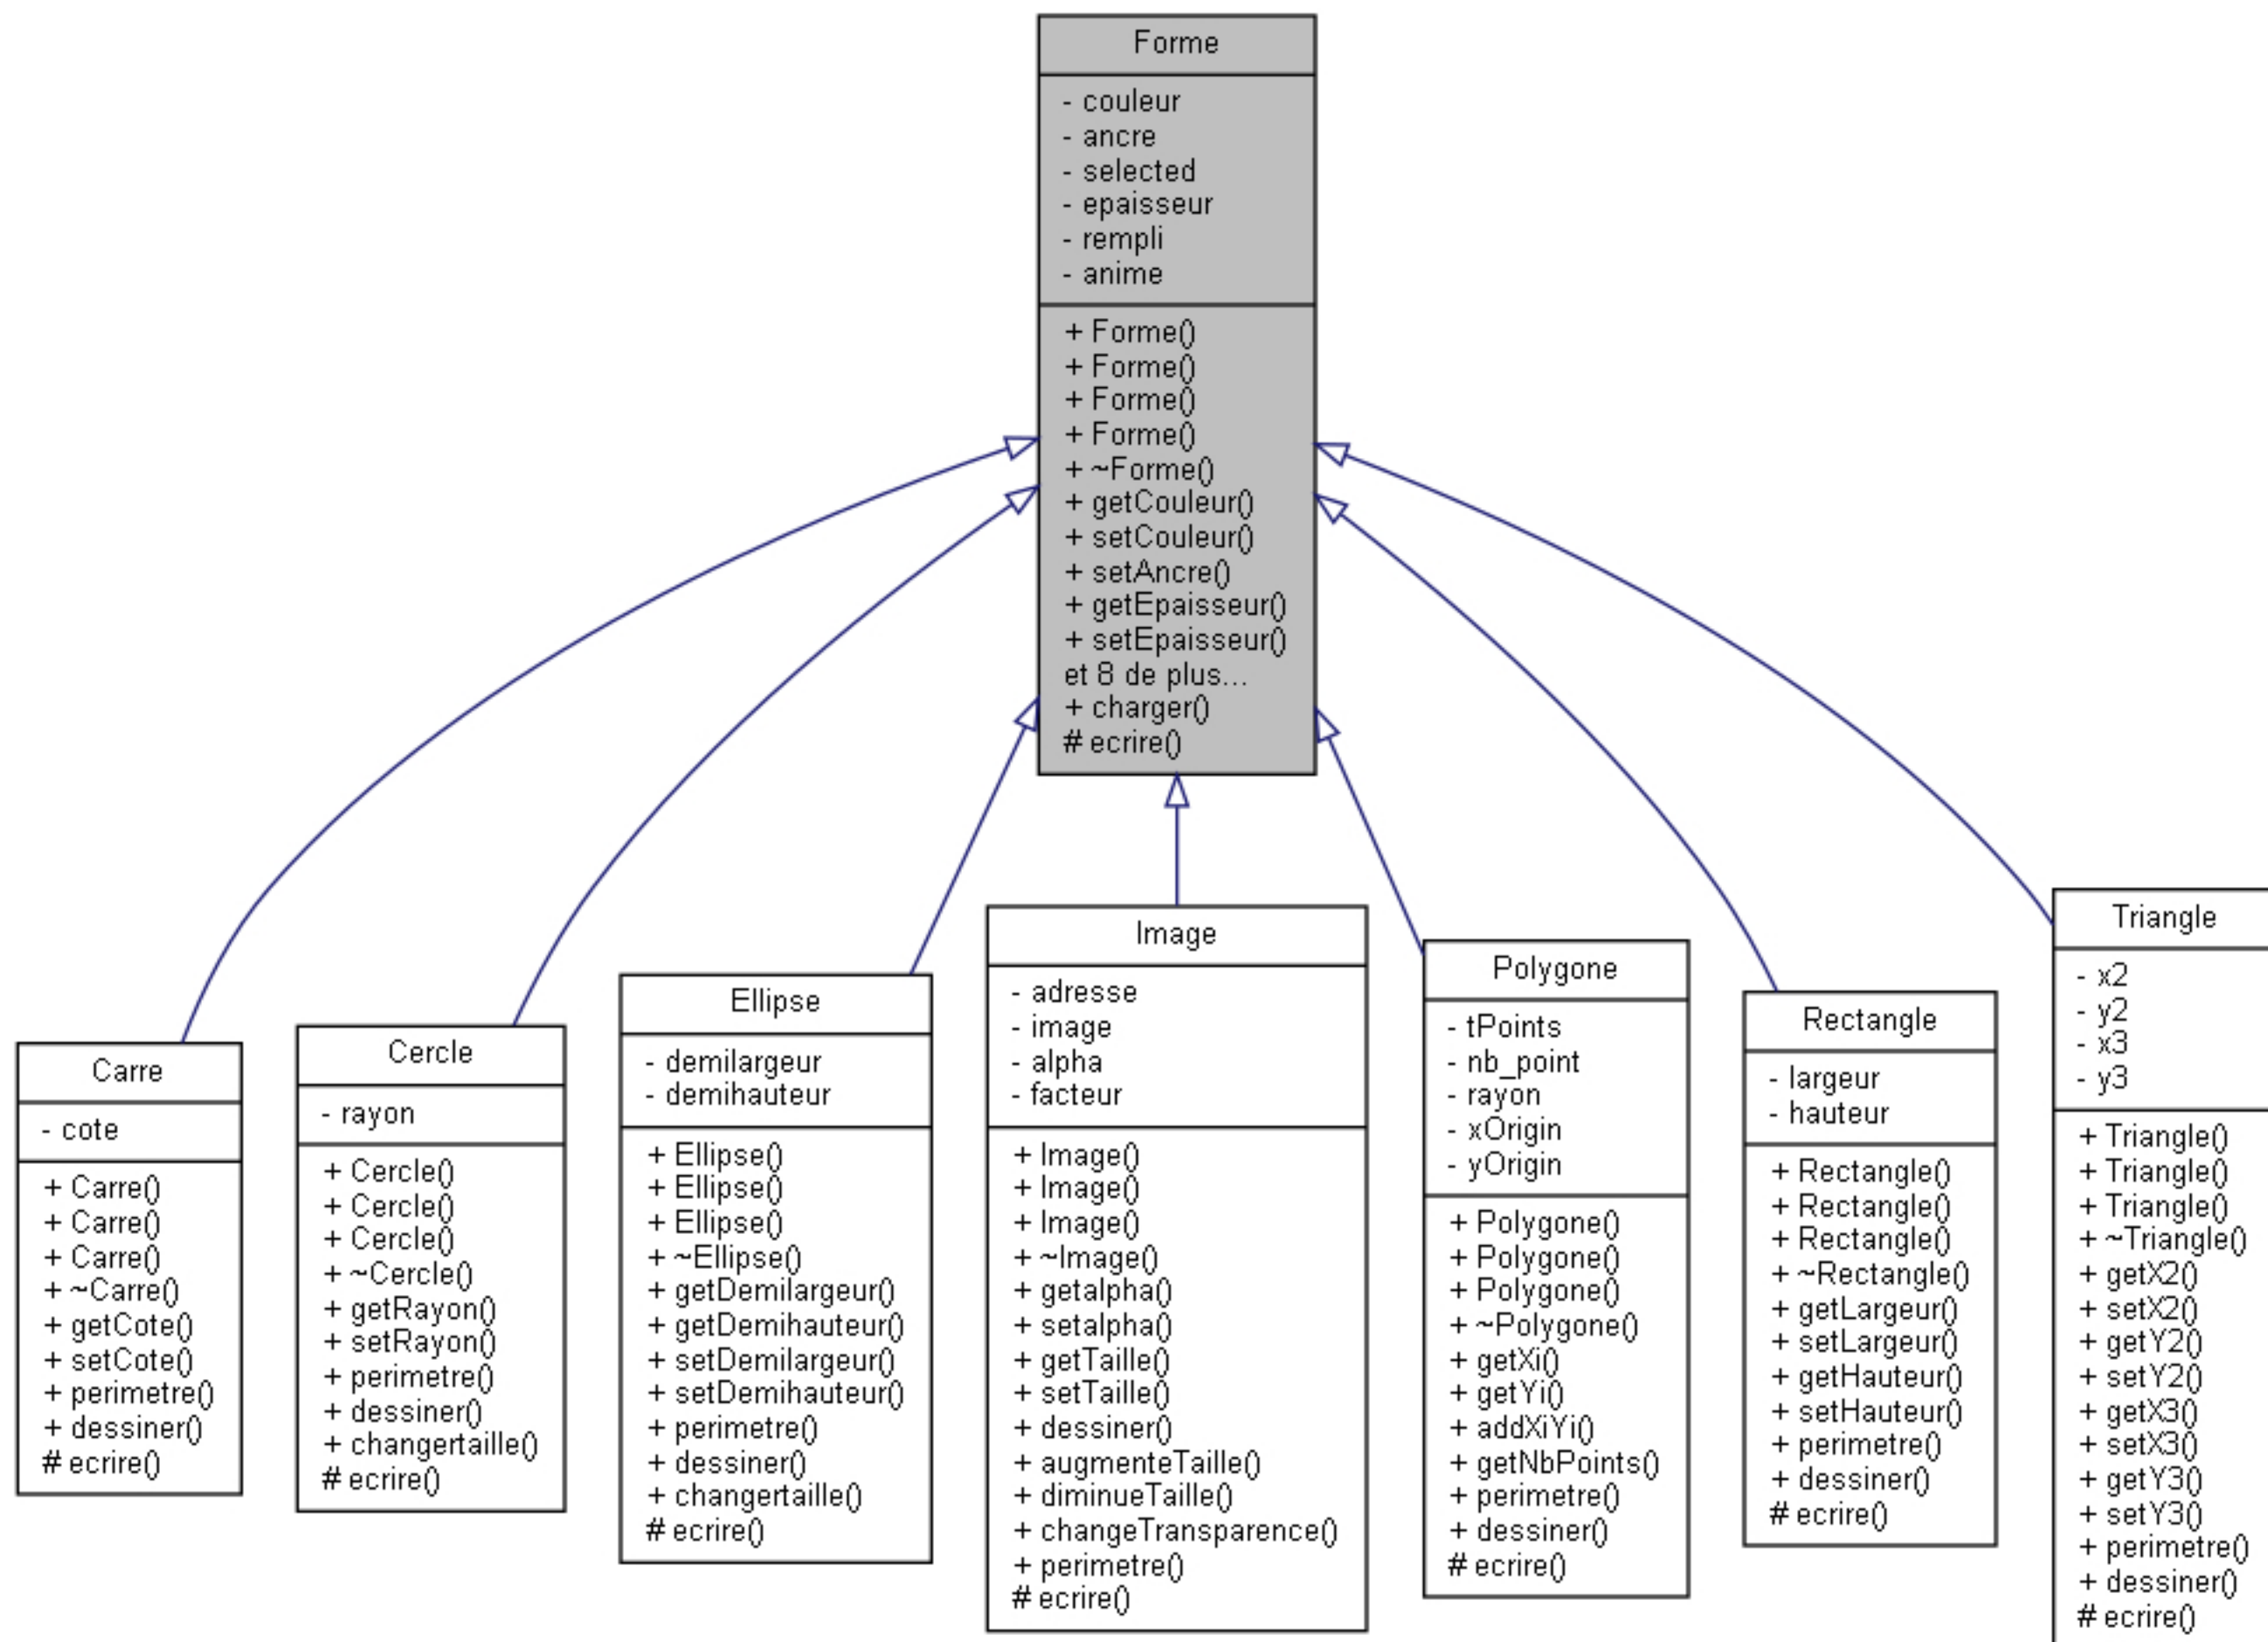 Forme
- couleur
- ancre
- selected
- epaisseur
- rempli
- anime
+ Forme()
+ Forme()
+ Forme()
+ Forme()
+ ~Forme()
+ getCouleur()
+ setCouleur()
+ setAncre()
+ getEpaisseur()
+ setEpaisseur()
et 8 de plus...
+ charger()
# ecrire()
Carre
- cote
+ Carre()
+ Carre()
+ Carre()
+ ~Carre()
+ getCote()
+ setCote()
+ perimetre()
+ dessiner()
# ecrire()
Cercle
- rayon
+ Cercle()
+ Cercle()
+ Cercle()
+ ~Cercle()
+ getRayon()
+ setRayon()
+ perimetre()
+ dessiner()
+ changertaille()
# ecrire()
Ellipse
- demilargeur
- demihauteur
+ Ellipse()
+ Ellipse()
+ Ellipse()
+ ~Ellipse()
+ getDemilargeur()
+ getDemihauteur()
+ setDemilargeur()
+ setDemihauteur()
+ perimetre()
+ dessiner()
+ changertaille()
# ecrire()
Image
- adresse
- image
- alpha
- facteur
+ Image()
+ Image()
+ Image()
+ ~Image()
+ getalpha()
+ setalpha()
+ getTaille()
+ setTaille()
+ dessiner()
+ augmenteTaille()
+ diminueTaille()
+ changeTransparence()
+ perimetre()
# ecrire()
Polygone
- tPoints
- nb_point
- rayon
- xOrigin
- yOrigin
+ Polygone()
+ Polygone()
+ Polygone()
+ ~Polygone()
+ getXi()
+ getYi()
+ addXiYi()
+ getNbPoints()
+ perimetre()
+ dessiner()
# ecrire()
Rectangle
- largeur
- hauteur
+ Rectangle()
+ Rectangle()
+ Rectangle()
+ ~Rectangle()
+ getLargeur()
+ setLargeur()
+ getHauteur()
+ setHauteur()
+ perimetre()
+ dessiner()
# ecrire()
Triangle
- x2
- y2
- x3
- y3
+ Triangle()
+ Triangle()
+ Triangle()
+ ~Triangle()
+ getX2()
+ setX2()
+ getY2()
+ setY2()
+ getX3()
+ setX3()
+ getY3()
+ setY3()
+ perimetre()
+ dessiner()
# ecrire()